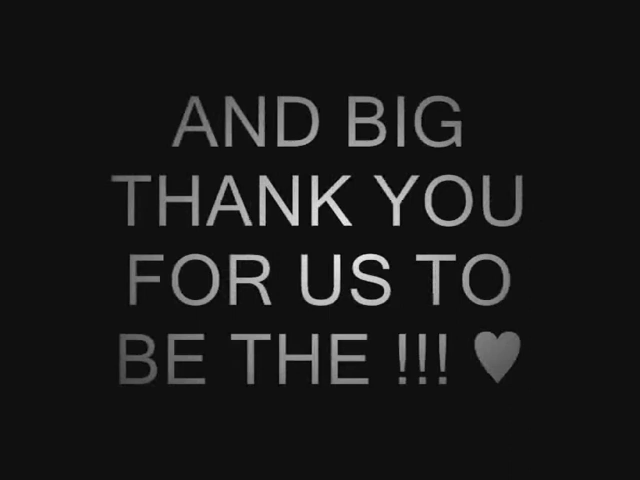 AND BIG
THANK YOU
FOR US TO
BE THE !!! ♥